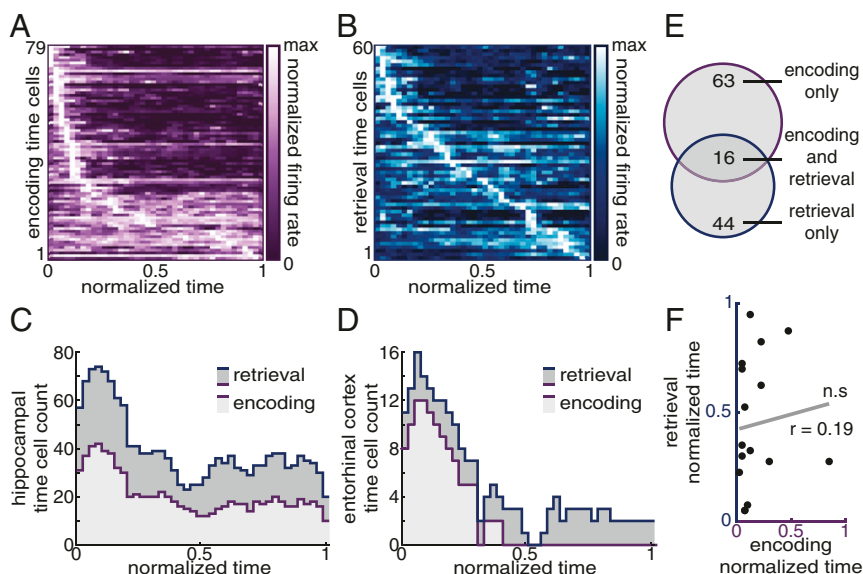 A
79
encoding time cells
1
0
0.5
1
normalized time
max
normalized firing rate
0
B
60
retrieval time cells
1
0
0.5
1
normalized time
max
normalized firing rate
0
E
63
encoding
only
16
encoding
and
retrieval
44
retrieval
only
C
hippocampal
time cell count
80
60
40
20
0
retrieval
encoding
0
0.5
1
normalized time
D
entorhinal cortex
time cell count
16
12
8
4
0
retrieval
encoding
0
0.5
1
normalized time
F
retrieval
normalized time
1
0.5
0
n.s
r = 0.19
0
0.5
1
encoding
normalized time